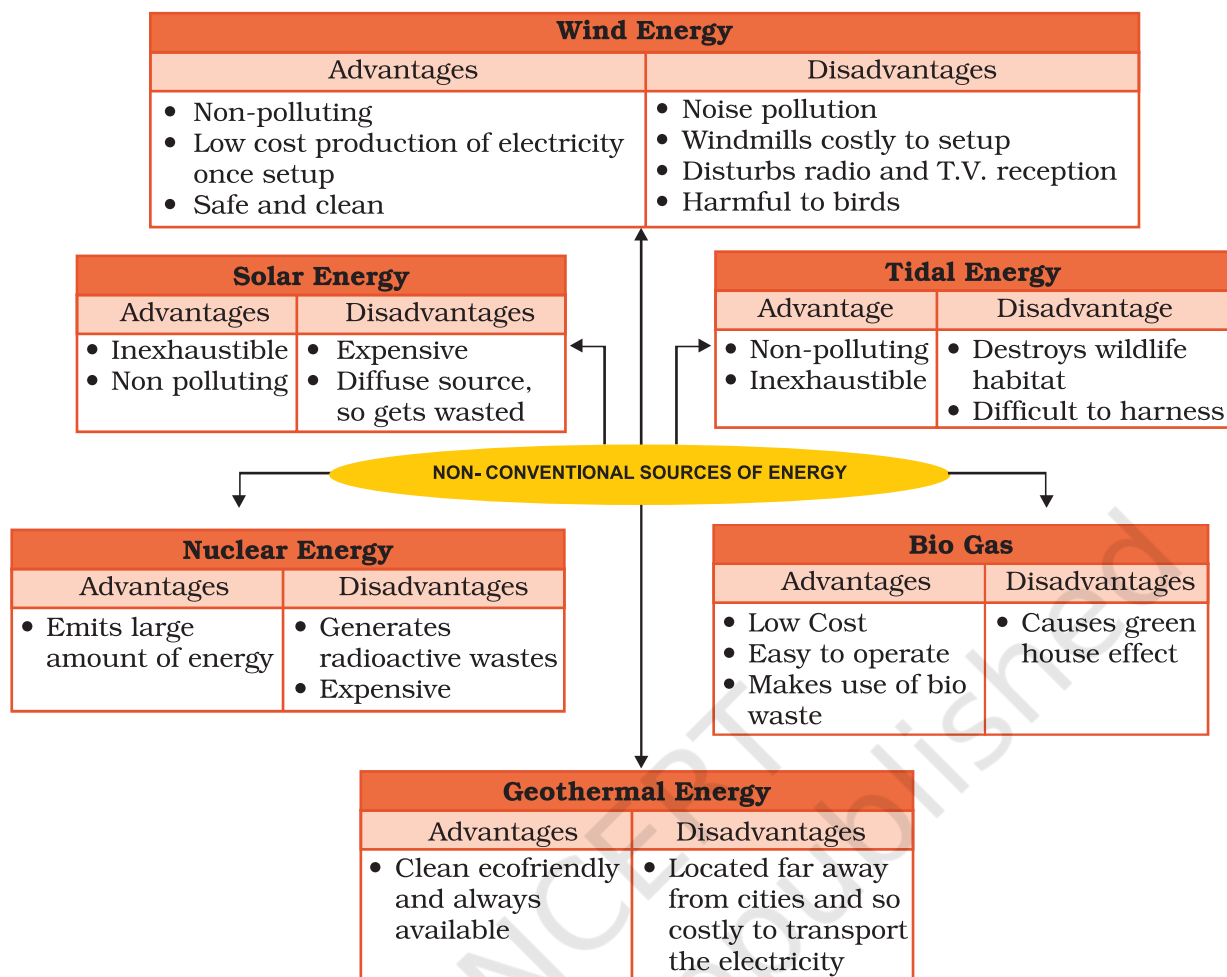 Wind Energy
Advantages
Disadvantages
• Non-polluting
• Low cost production of electricity
once setup
• Safe and clean
• Noise pollution
• Windmills costly to setup
• Disturbs radio and T.V. reception
• Harmful to birds
Solar Energy
Advantages
Disadvantages
• Inexhaustible
• Non polluting
• Expensive
• Diffuse source,
so gets wasted
Tidal Energy
Advantage
Disadvantage
• Non-polluting
• Inexhaustible
• Destroys wildlife
habitat
• Difficult to harness
NON- CONVENTIONAL SOURCES OF ENERGY
Nuclear Energy
Advantages
Disadvantages
• Emits large
amount of energy
• Generates
radioactive wastes
• Expensive
Bio Gas
Advantages
Disadvantages
• Low Cost
• Easy to operate
• Makes use of bio
waste
• Causes green
house effect
Geothermal Energy
Advantages
Disadvantages
• Clean ecofriendly
and always
available
• Located far away
from cities and so
costly to transport
the electricity
NCERT